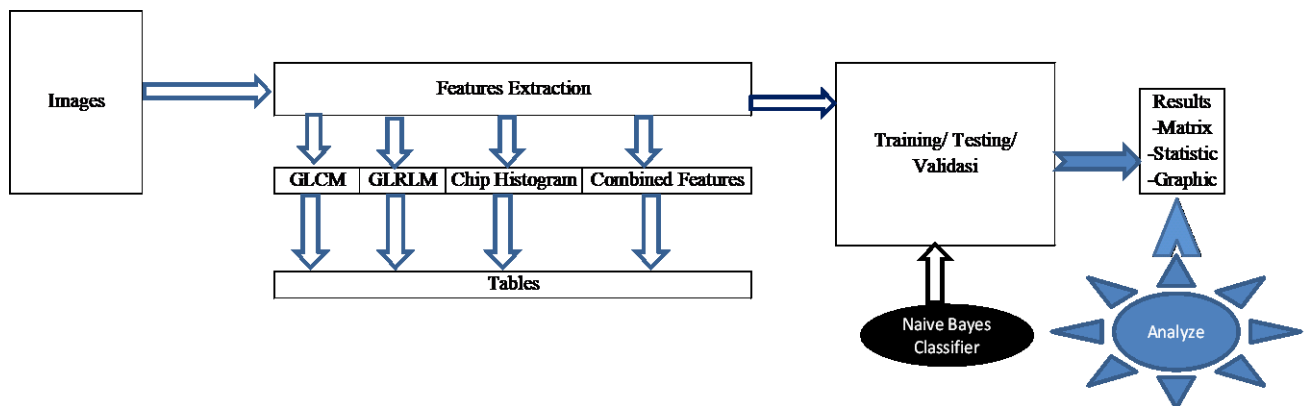 Images
Features Extraction
GLCM
GLRLM
Chip Histogram
Combined Features
Tables
Training/ Testing/
Validasi
Naive Bayes
Classifier
Results
-Matrix
-Statistic
-Graphic
Analyze